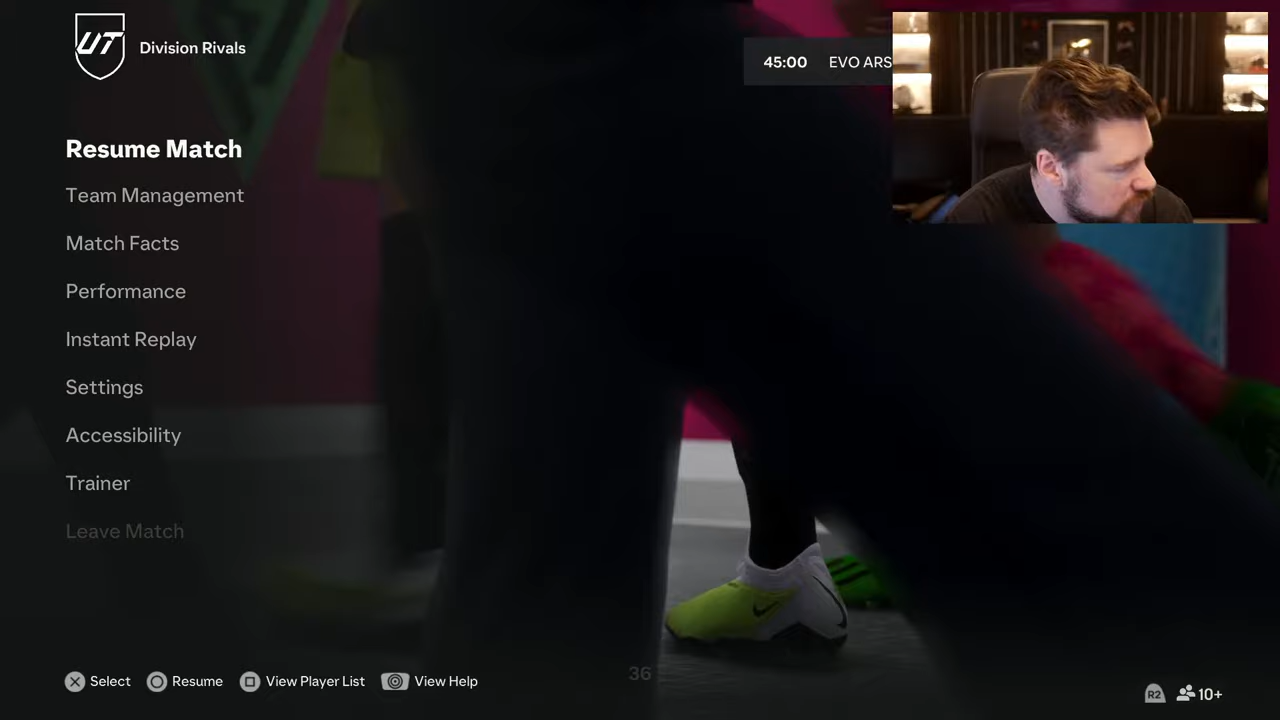 UT
Division Rivals
45:00 EVO ARS
Resume Match
Team Management
Match Facts
Performance
Instant Replay
Settings
Accessibility
Trainer
Leave Match
36
Select Resume View Player List View Help
R2 10+